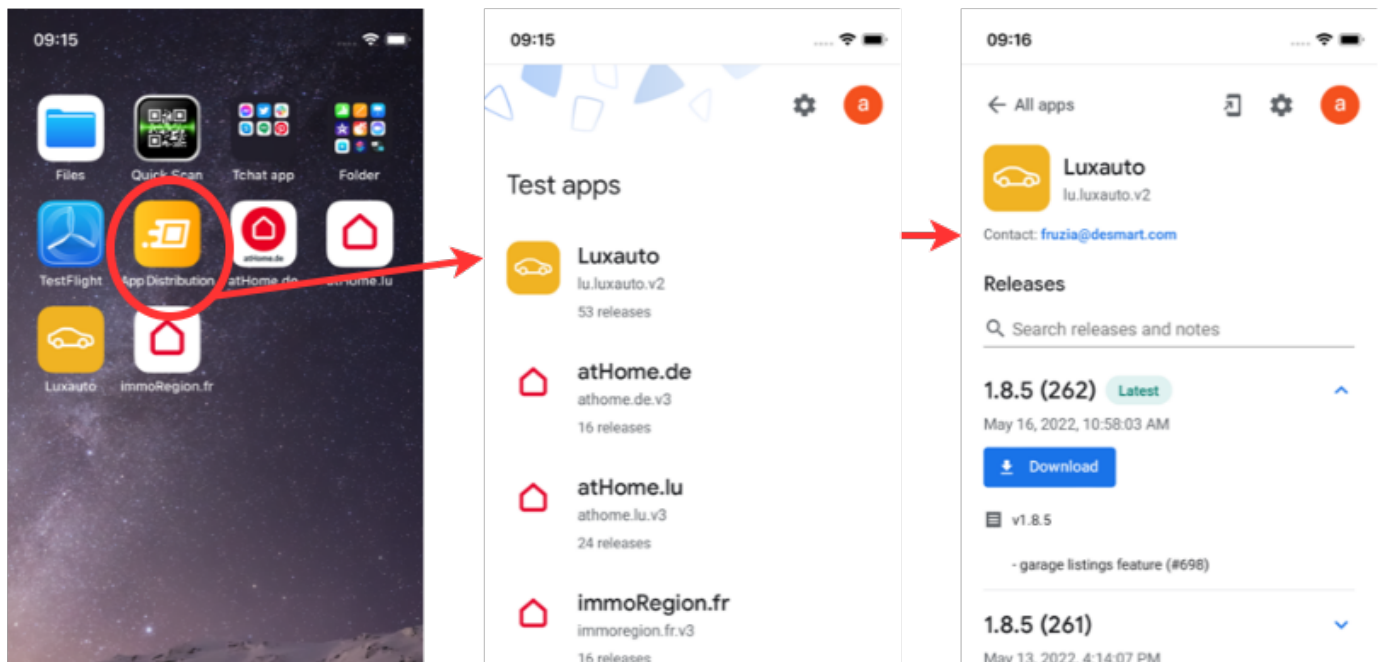 09:15
Files
Quick Scan
Tchat app
Folder
TestFlight
App Distribution
atHome.de
atHome.de
atHome.lu
Luxauto
immoRegion.fr
09:15
a
Test apps
Luxauto
lu.luxauto.v2
53 releases
atHome.de
athome.de.v3
16 releases
atHome.lu
athome.lu.v3
24 releases
immoRegion.fr
immoregion.fr.v3
16 releases
09:16
All apps
a
Luxauto
lu.luxauto.v2
Contact: fruzia@desmart.com
Releases
Search releases and notes
1.8.5 (262) Latest
May 16, 2022, 10:58:03 AM
Download
v1.8.5
- garage listings feature (#698)
1.8.5 (261)
May 13, 2022, 4:14:07 PM